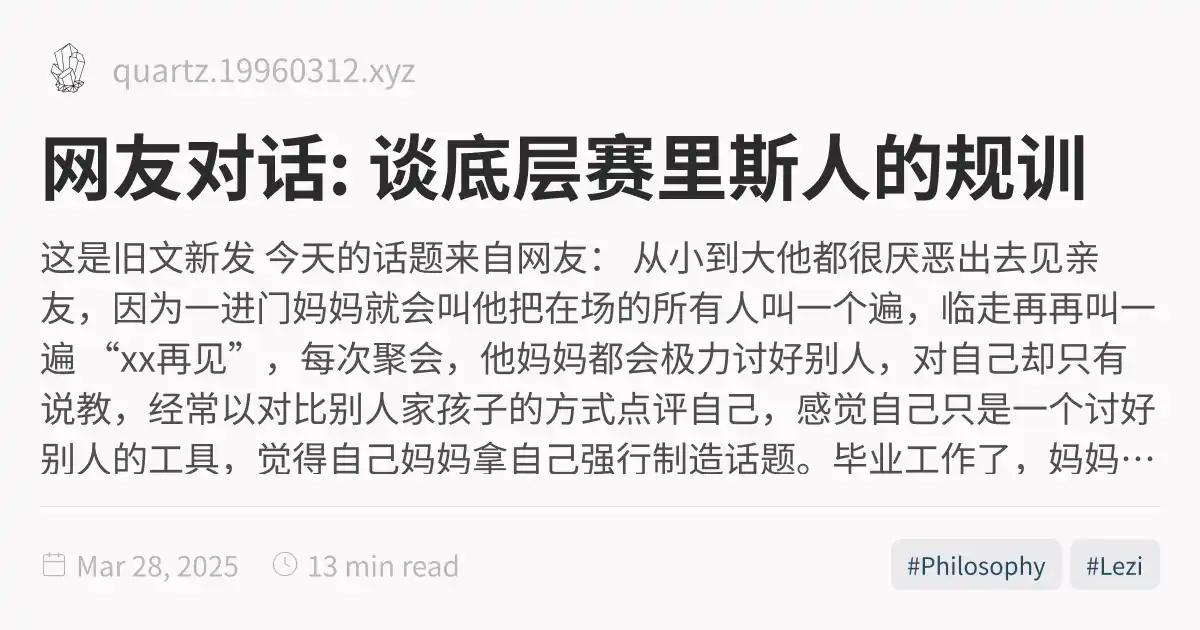 quartz.19960312.xyz
网友对话: 谈底层赛里斯人的规训
这是旧文新发 今天的话题来自网友： 从小到大他都很厌恶出去见亲
友，因为一进门妈妈就会叫他把在场的所有人叫一个遍，临走再再叫一
遍 “xx再见”，每次聚会，他妈妈都会极力讨好别人，对自己却只有
说教，经常以对比别人家孩子的方式点评自己，感觉自己只是一个讨好
别人的工具，觉得自己妈妈拿自己强行制造话题。毕业工作了，妈妈…
Mar 28, 2025 13 min read #Philosophy #Lezi